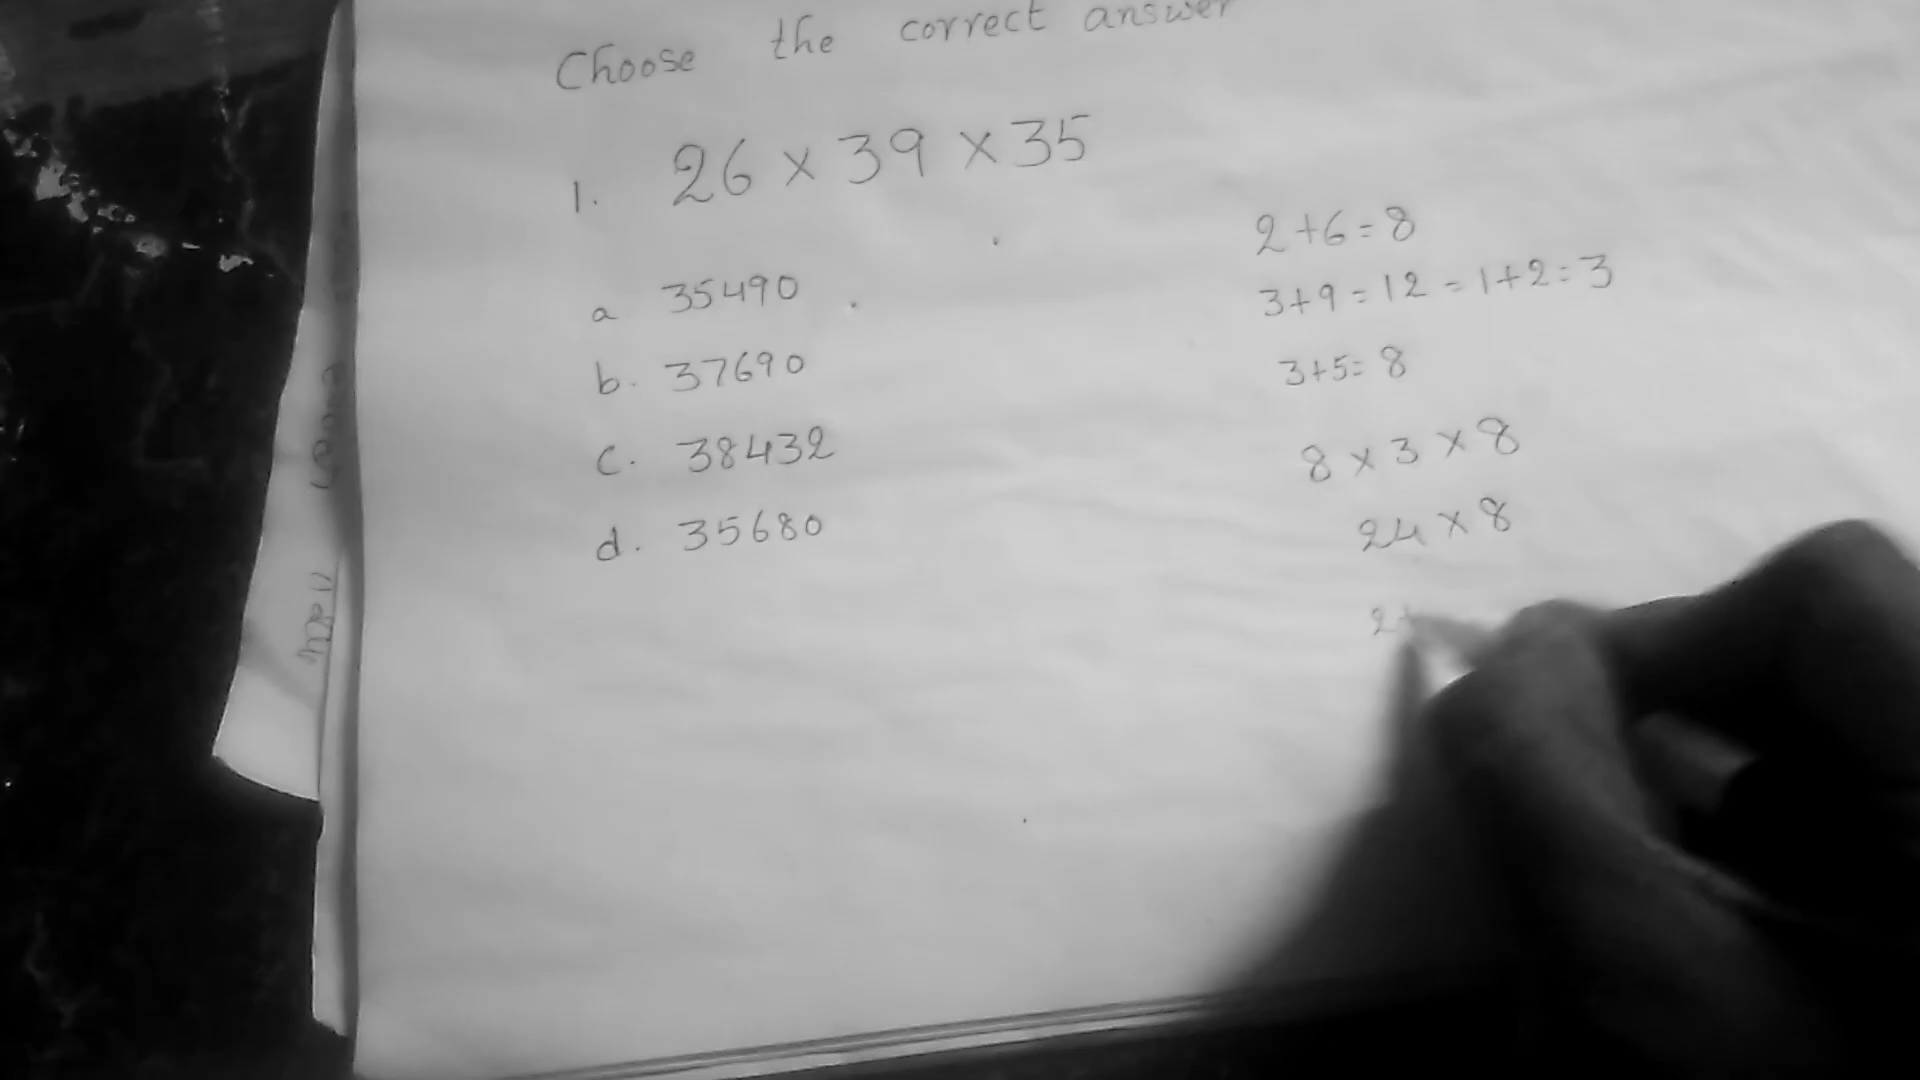 Choose the correct answer
1. 26 × 39 × 35
a 35490
b. 37690
c. 38432
d. 35680
2+6=8
3+9=12=1+2=3
3+5=8
8 × 3 × 8
24 × 8
2+